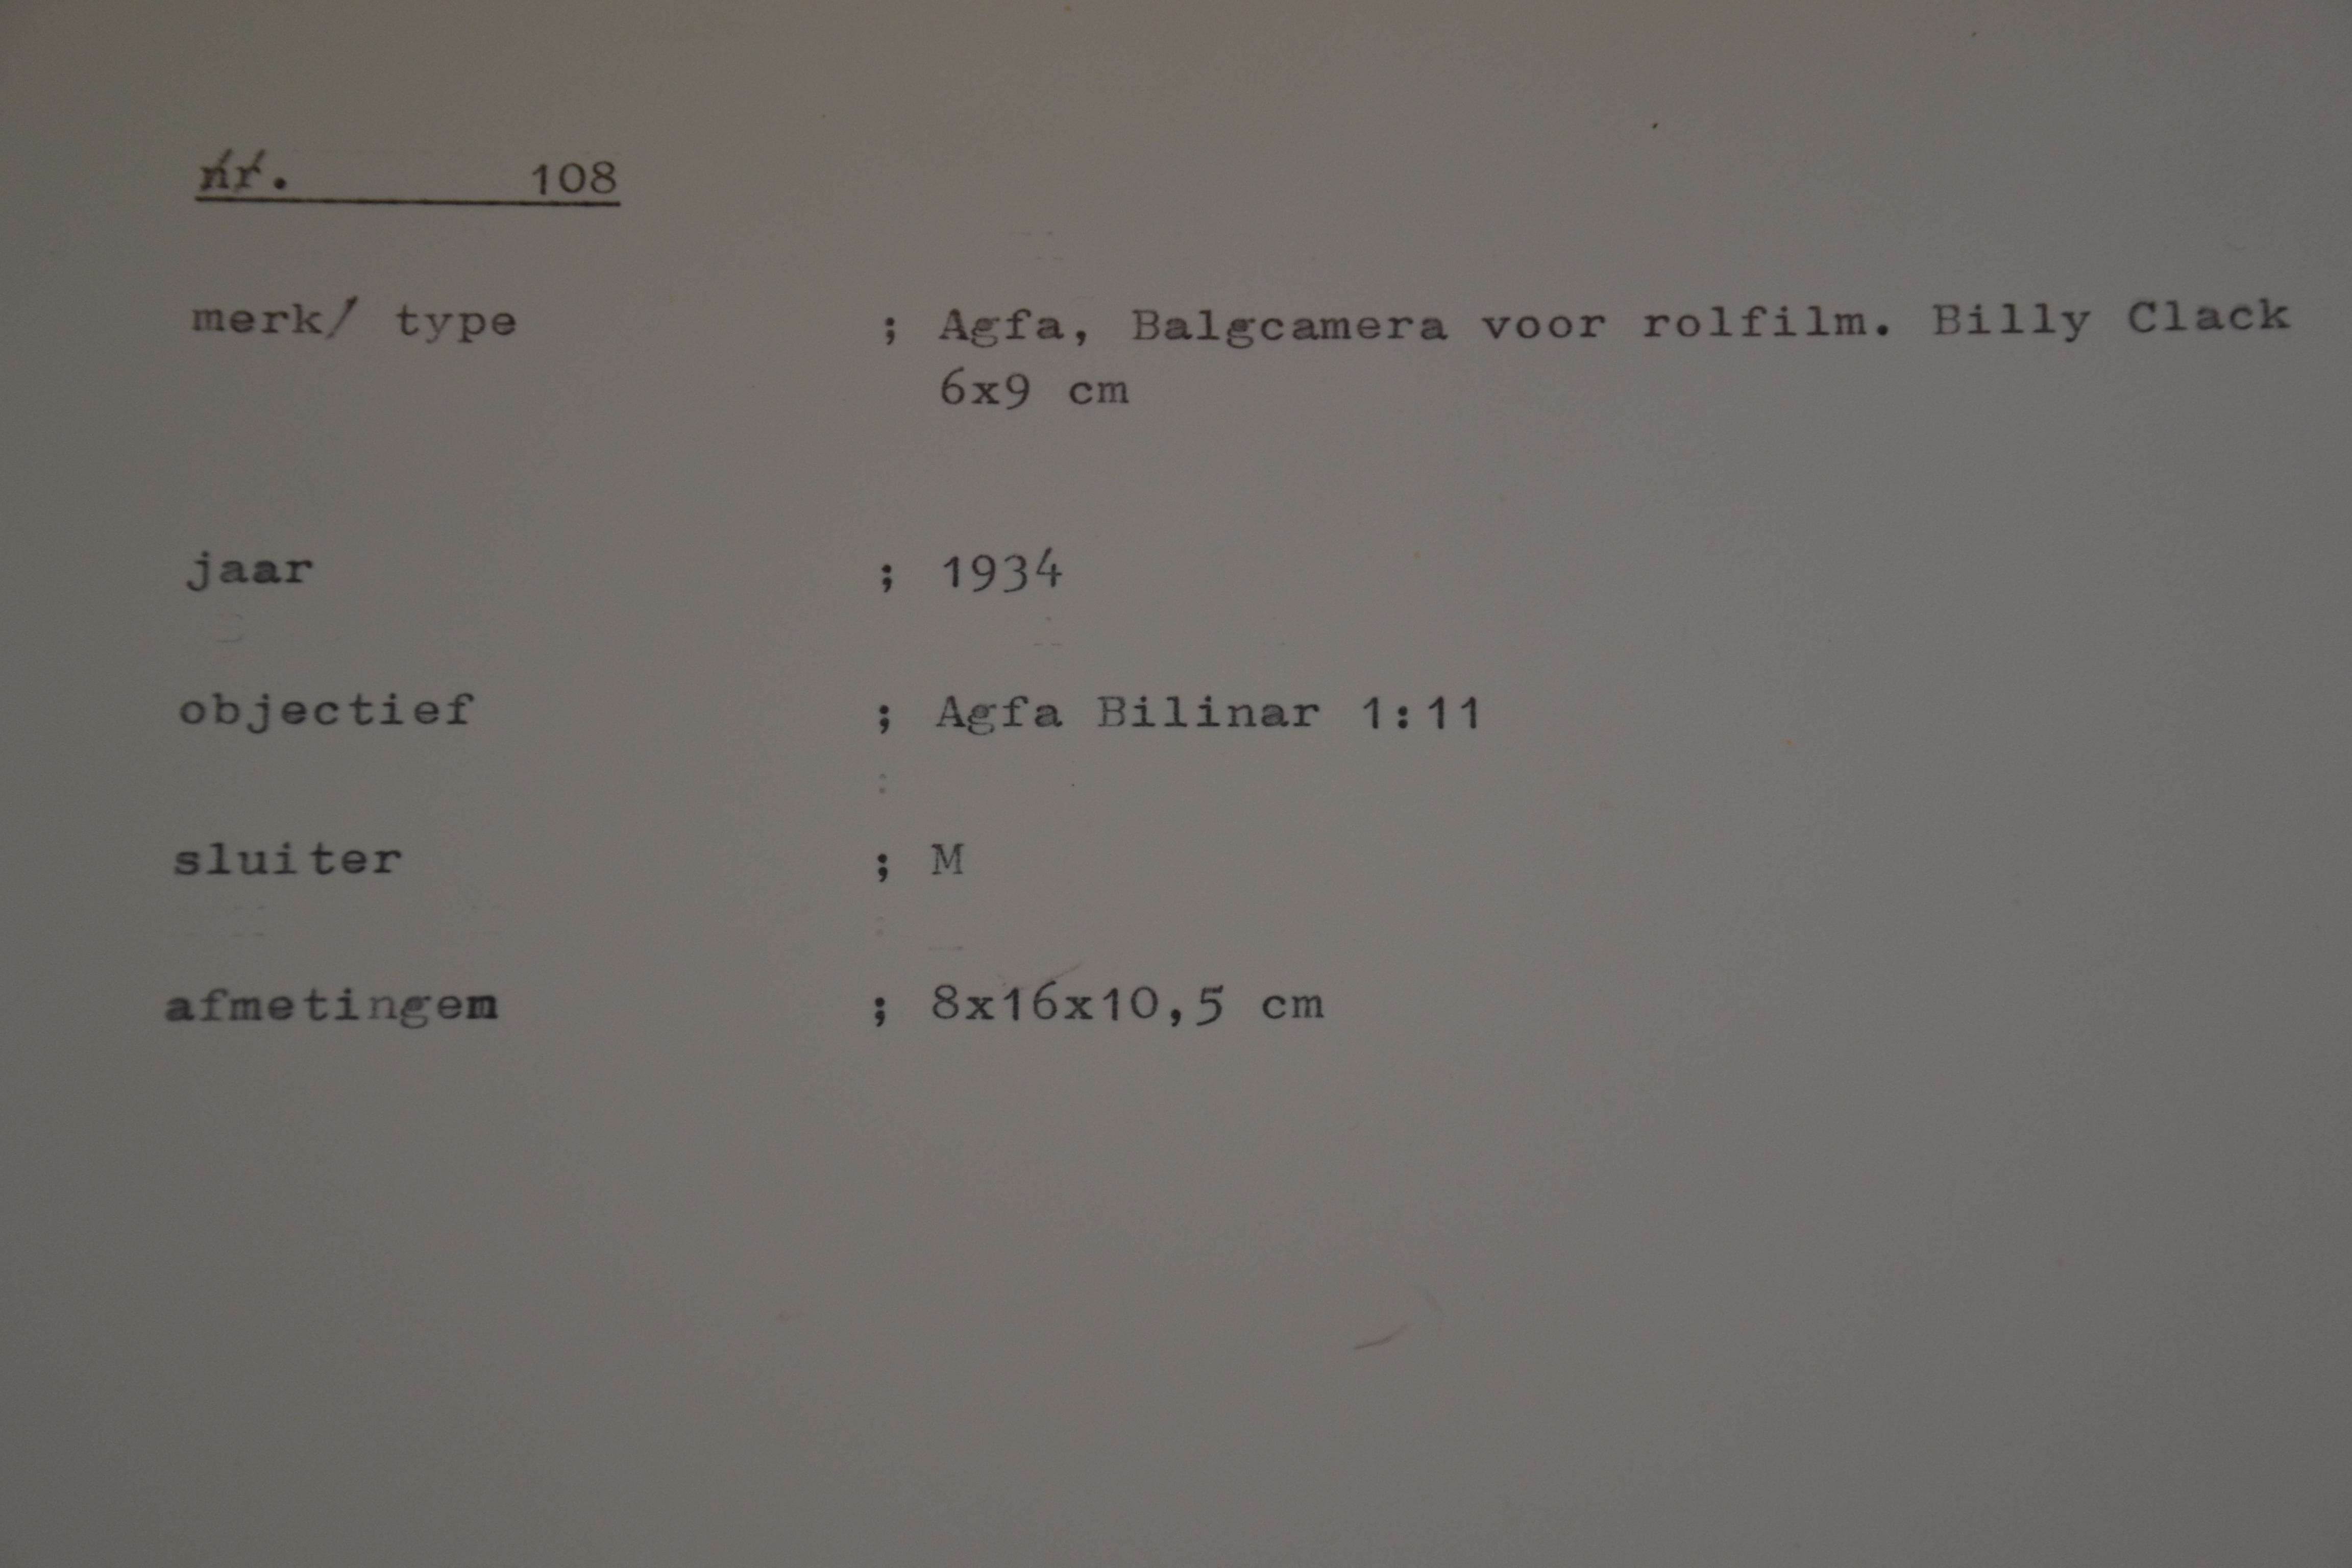 nr. 108
merk/ type ; Agfa, Balgcamera voor rolfilm. Billy Clack
6x9 cm
jaar ; 1934
objectief ; Agfa Bilinar 1:11
sluiter ; M
afmetingen ; 8x16x10,5 cm